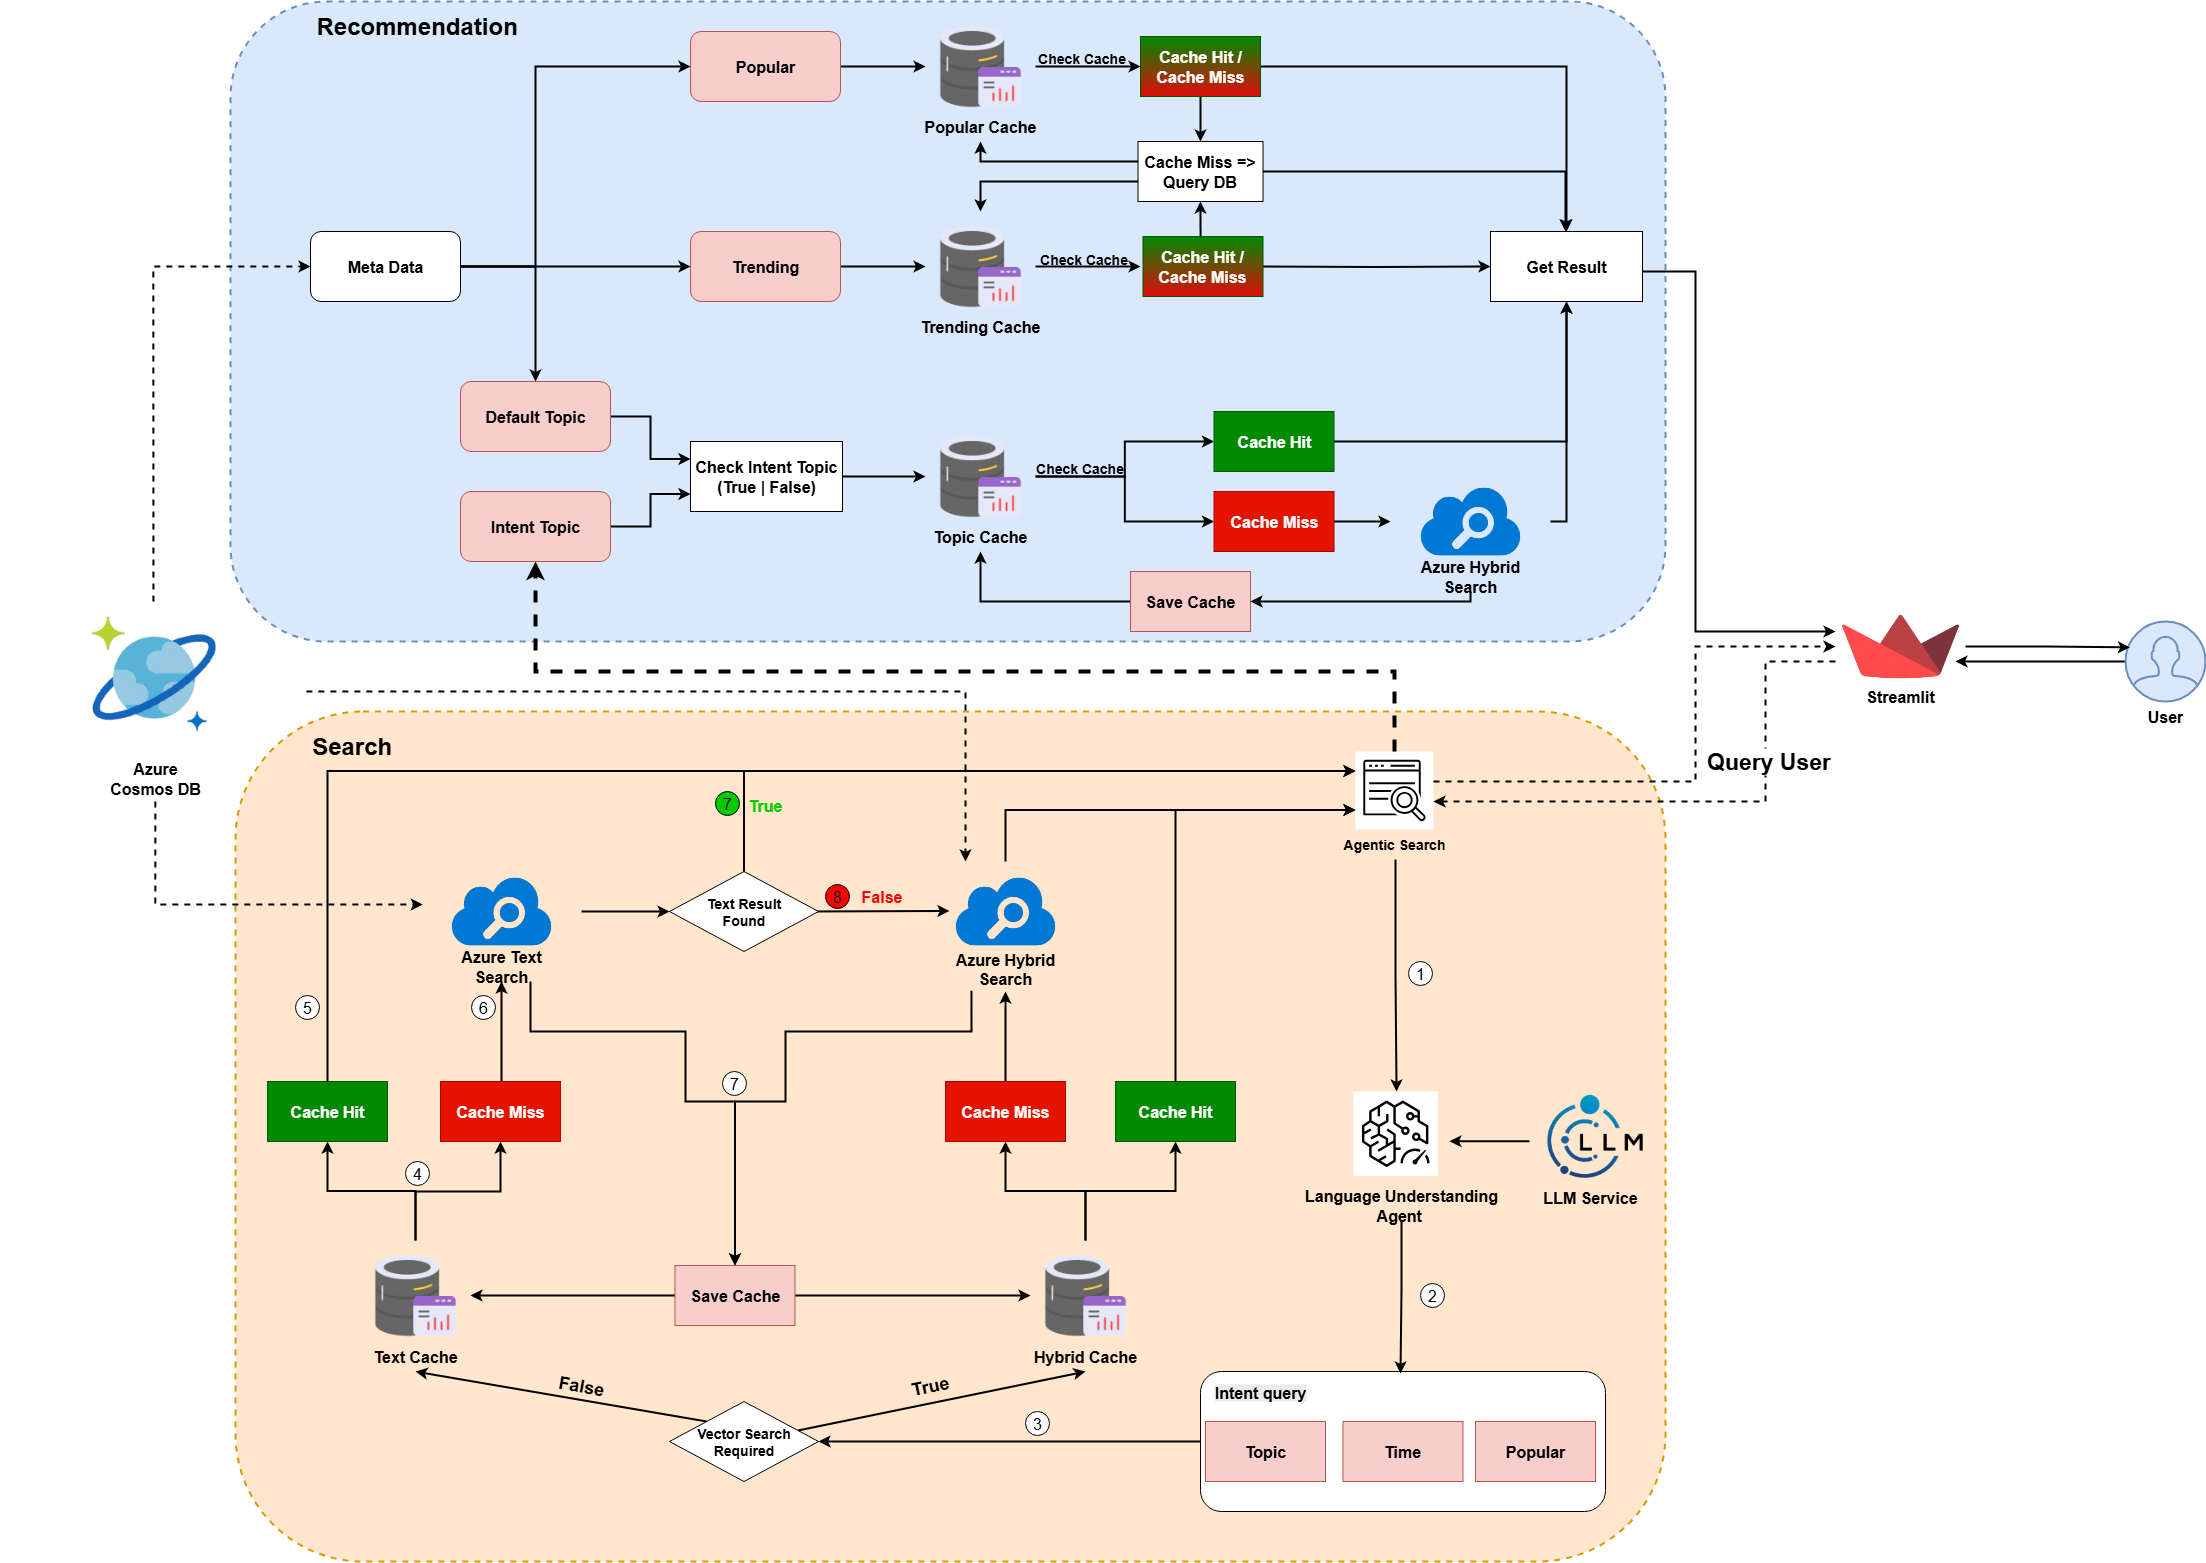 Recommendation
Popular
Check Cache
Cache Hit /
Cache Miss
Popular Cache
Cache Miss =>
Query DB
Meta Data
Trending
Check Cache
Cache Hit /
Cache Miss
Get Result
Trending Cache
Default Topic
Check Intent Topic
(True | False)
Check Cache
Cache Hit
Intent Topic
Cache Miss
Topic Cache
Azure Hybrid
Search
Save Cache
Streamlit
User
Azure
Cosmos DB
Search
Query User
7
True
Agentic Search
Text Result
Found
8
False
Azure Text
Search
Azure Hybrid
Search
1
5
6
7
Cache Hit
Cache Miss
Cache Miss
Cache Hit
LLM
4
Language Understanding
Agent
LLM Service
Save Cache
2
Text Cache
Hybrid Cache
False
True
Intent query
3
Vector Search
Required
Topic
Time
Popular